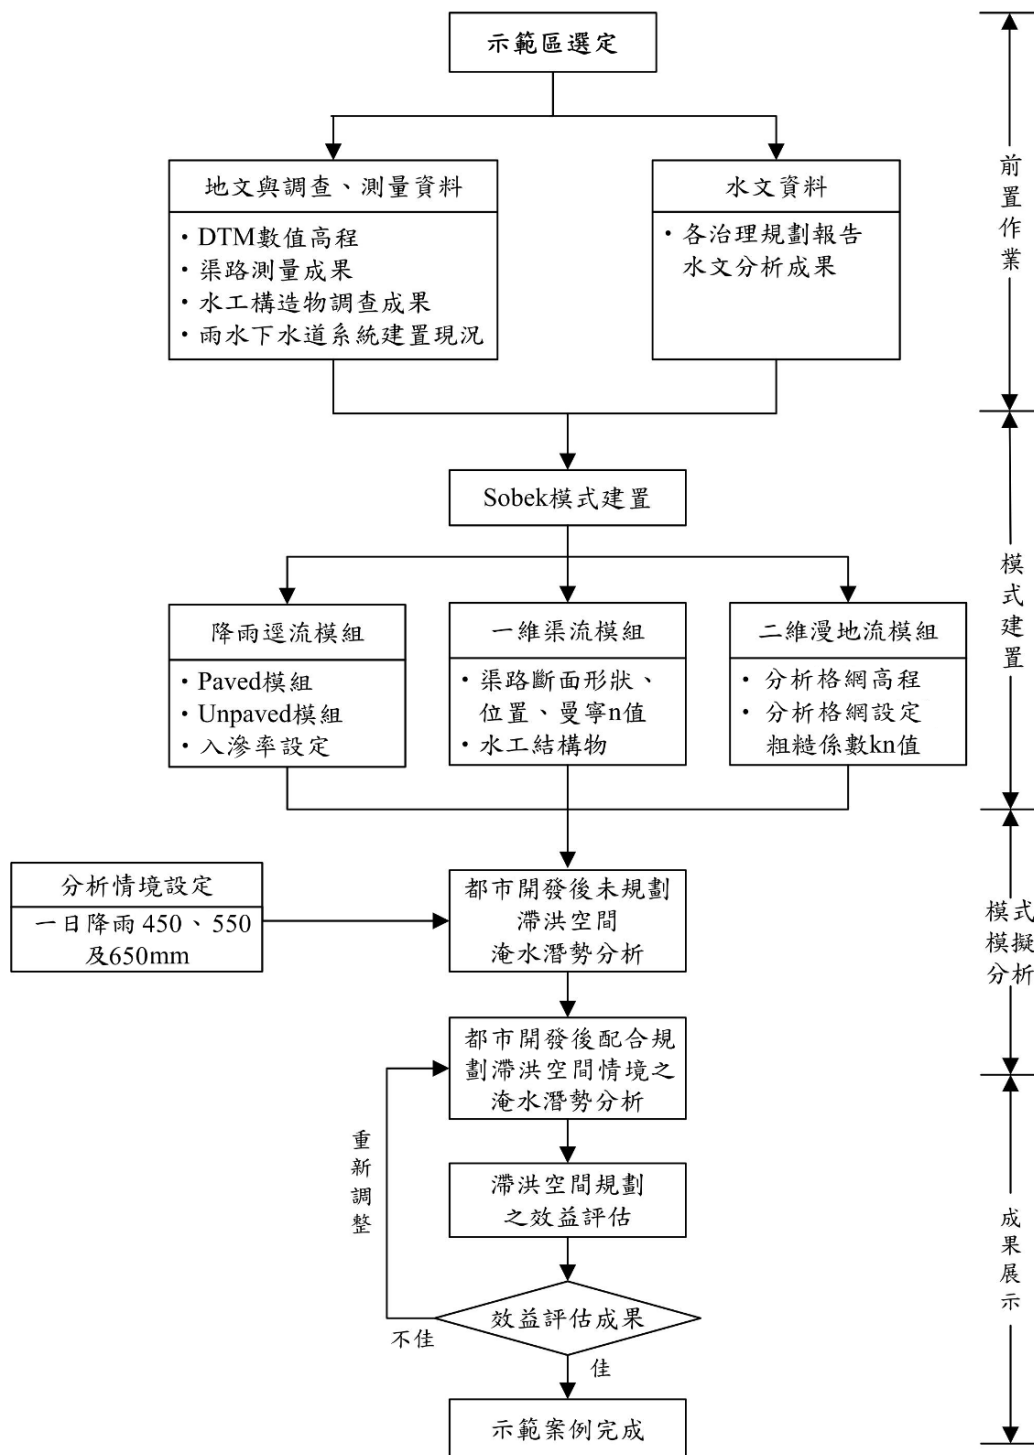 示範區選定
地文與調查、測量資料
・DTM數值高程
・渠路測量成果
・水工構造物調查成果
・雨水下水道系統建置現況
水文資料
・各治理規劃報告
水文分析成果
前置作業
Sobek模式建置
降雨逕流模組
・Paved模組
・Unpaved模組
・入滲率設定
一維渠流模組
・渠路斷面形狀、
位置、曼寧n值
・水工結構物
二維漫地流模組
・分析格網高程
・分析格網設定
粗糙係數kn值
模式建置
分析情境設定
一日降雨 450、550
及650mm
都市開發後未規劃
滯洪空間
淹水潛勢分析
模式
模擬
分析
都市開發後配合規
劃滯洪空間情境之
淹水潛勢分析
重新調整
滯洪空間規劃
之效益評估
效益評估成果
不佳
佳
示範案例完成
成果展示